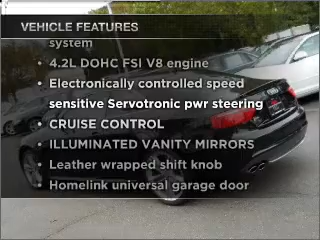 VEHICLE FEATURES
system
• 4.2L DOHC FSI V8 engine
• Electronically controlled speed
sensitive Servotronic pwr steering
• CRUISE CONTROL
• ILLUMINATED VANITY MIRRORS
• Leather wrapped shift knob
• Homelink universal garage door